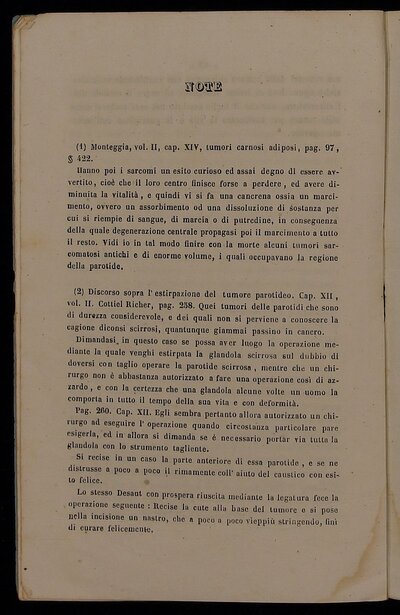 NOTE
(1) Monteggia, vol. II, cap. XIV, tumori carnosi adiposi, pag. 97,
§ 422.
Hanno poi i sarcomi un esito curioso ed assai degno di essere av-
vertito, cioè che il loro centro finisce forse a perdere, ed avere di-
minuita la vitalità, e quindi vi si fa una cancrena ossia un mar-
cimento, ovvero un assorbimento od una dissoluzione di sostanza per
cui si riempie di sangue, di marcia o di putredine, in conseguenza
della quale degenerazione centrale propagasi poi il marcimento a tutto
il resto. Vidi io in tal modo finire con la morte alcuni tumori sar-
comatosi antichi e di enorme volume, i quali occupavano la regione
della parotide.
(2) Discorso sopra l'estirpazione del tumore parotideo. Cap. XII,
vol. II. Cottiel Richer, pag. 258. Quei tumori delle parotidi che sono
di durezza considerevole, e dei quali non si perviene a conoscere la
cagione diconsi scirrosi, quantunque giammai passino in cancro.
Dimandasi in questo caso se possa aver luogo la operazione me-
diante la quale venghi estirpata la glandola scirrosa sul dubbio di
doversi con taglio operare la parotide scirrosa, mentre che un chi-
rurgo non è abbastanza autorizzato a fare una operazione così di az-
zardo, e con la certezza che una glandola alcune volte un uomo la
comporta in tutto il tempo della sua vita e con deformità.
Pag. 260. Cap. XII. Egli sembra pertanto allora autorizzato un chi-
rurgo ad eseguire l'operazione quando circostanza particolare pare
esigerla, ed in allora si dimanda se è necessario portar via tutta la
glandola con lo strumento tagliente.
Si recise in un caso la parte anteriore di essa parotide, e se ne
distrusse a poco a poco il rimamente coll'aiuto del caustico con esi-
to felice.
Lo stesso Desaut con prospera riuscita mediante la legatura fece la
operazione seguente: Recise la cute alla base del tumore e si pose
nella incisione un nastro, che a poco a poco vieppiù stringendo, finì
di curare felicemente.